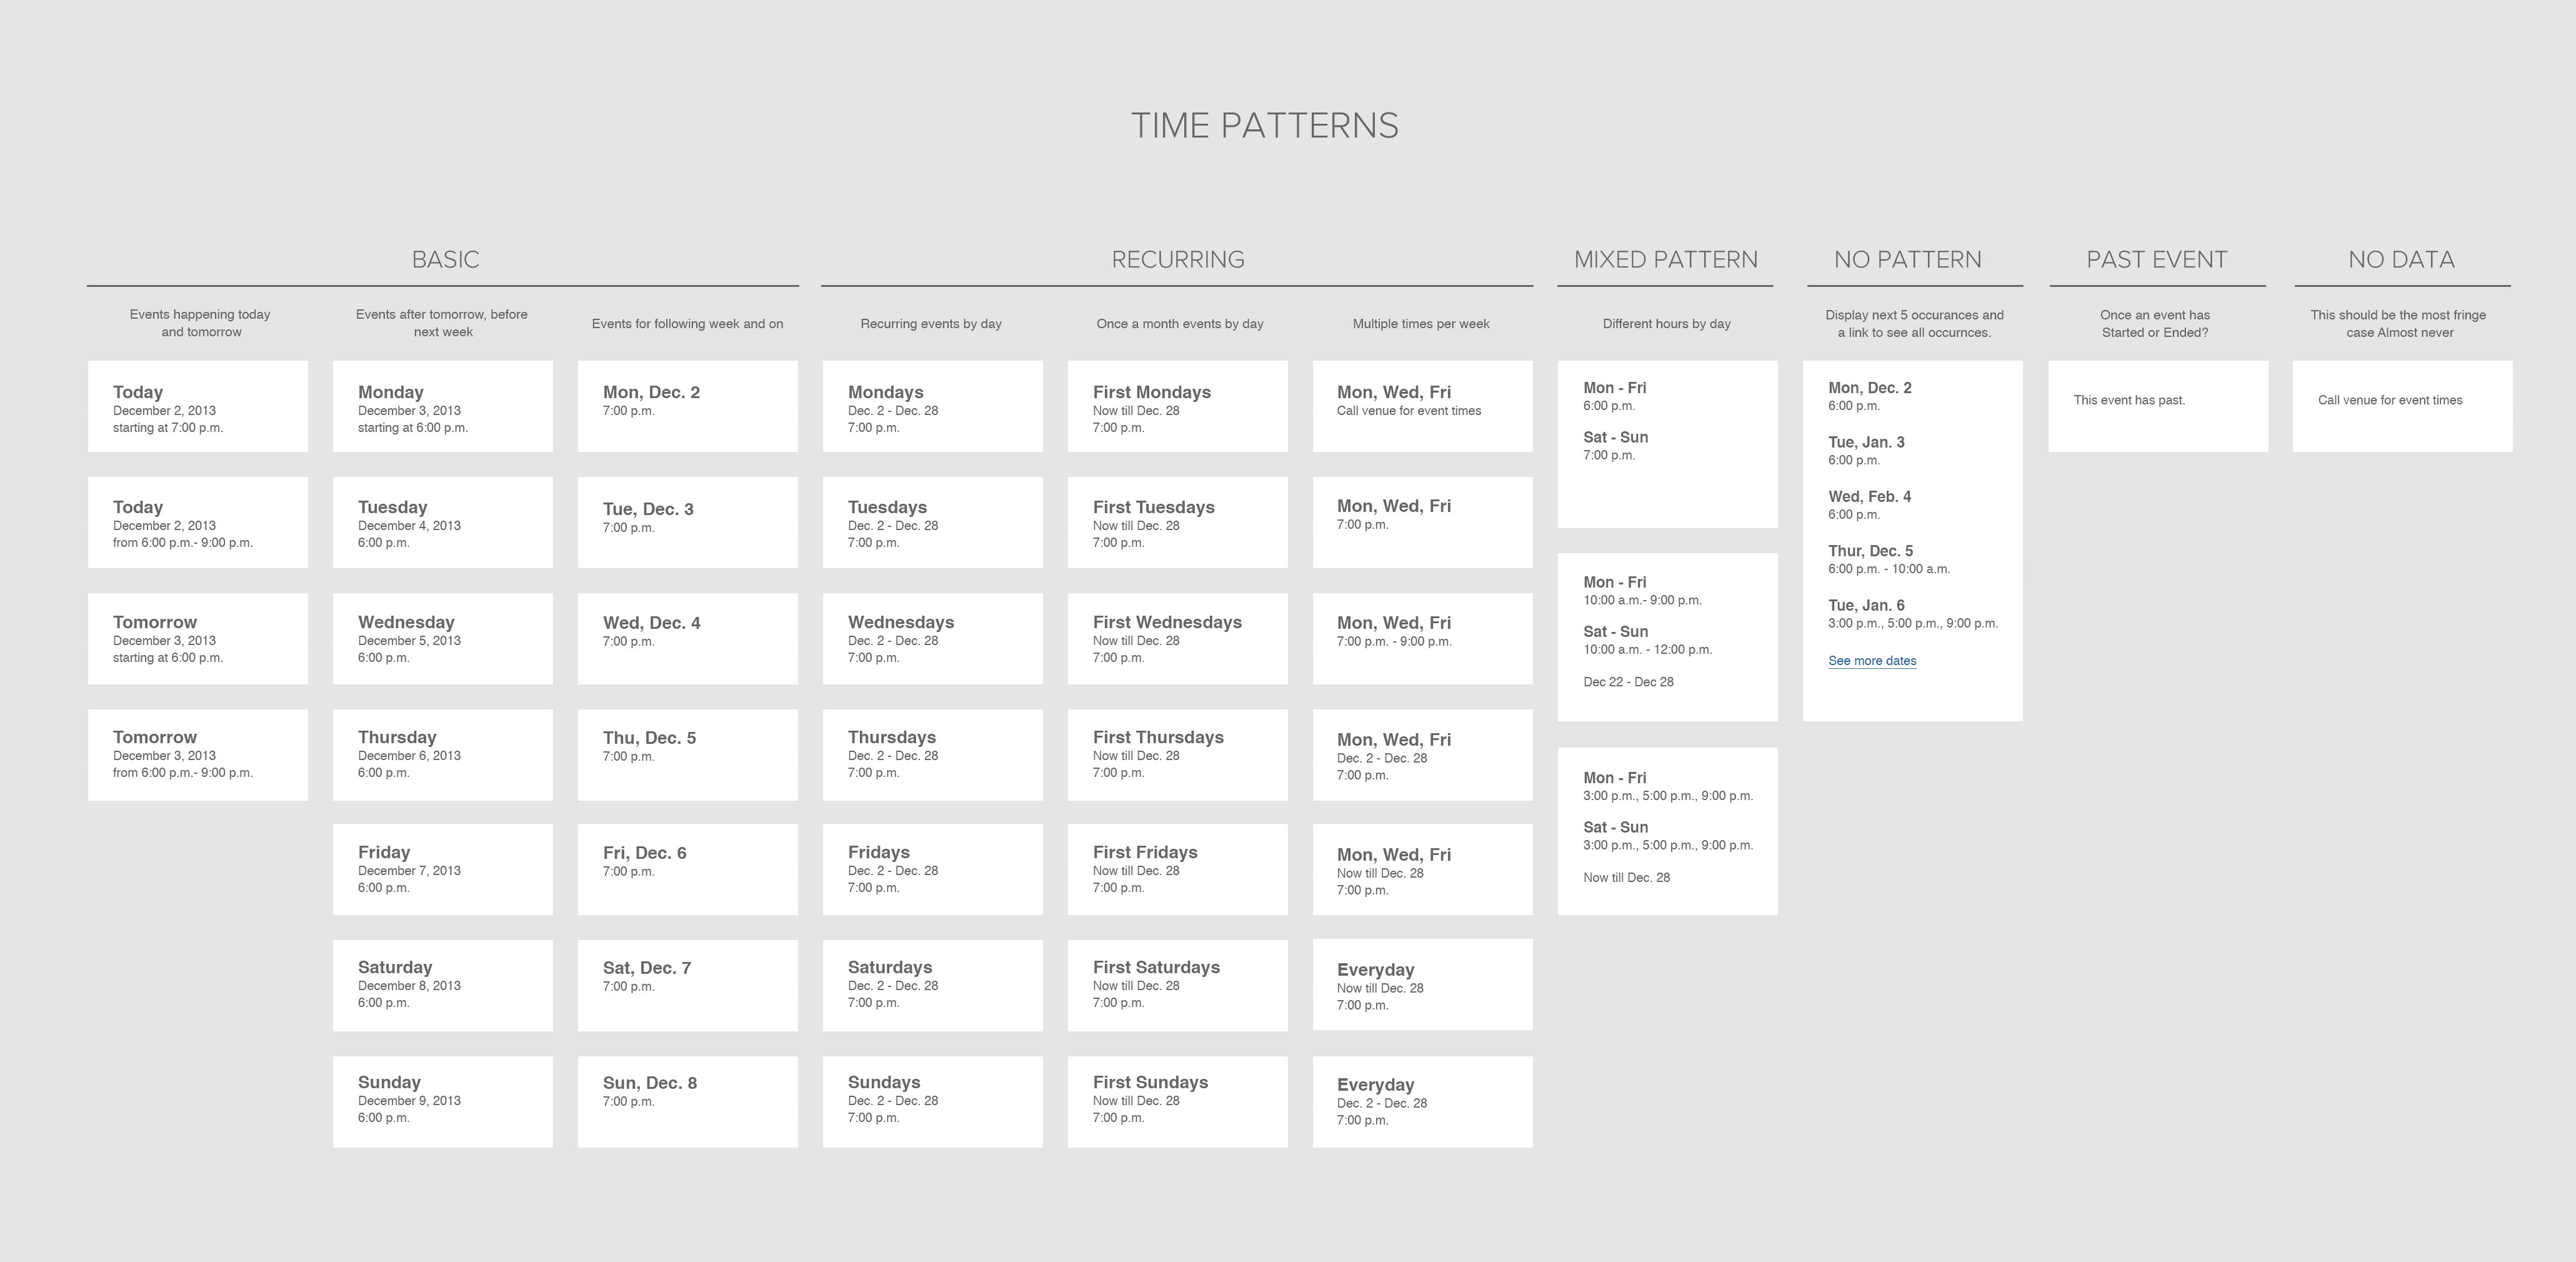 TIME PATTERNS
BASIC
Events happening today
and tomorrow
Today
December 2, 2013
starting at 7:00 p.m.
Today
December 2, 2013
from 6:00 p.m.- 9:00 p.m.
Tomorrow
December 3, 2013
starting at 6:00 p.m.
Tomorrow
December 3, 2013
from 6:00 p.m.- 9:00 p.m.
Events after tomorrow, before
next week
Monday
December 3, 2013
starting at 6:00 p.m.
Tuesday
December 4, 2013
6:00 p.m.
Wednesday
December 5, 2013
6:00 p.m.
Thursday
December 6, 2013
6:00 p.m.
Friday
December 7, 2013
6:00 p.m.
Saturday
December 8, 2013
6:00 p.m.
Sunday
December 9, 2013
6:00 p.m.
Events for following week and on
Mon, Dec. 2
7:00 p.m.
Tue, Dec. 3
7:00 p.m.
Wed, Dec. 4
7:00 p.m.
Thu, Dec. 5
7:00 p.m.
Fri, Dec. 6
7:00 p.m.
Sat, Dec. 7
7:00 p.m.
Sun, Dec. 8
7:00 p.m.
RECURRING
Recurring events by day
Mondays
Dec. 2 - Dec. 28
7:00 p.m.
Tuesdays
Dec. 2 - Dec. 28
7:00 p.m.
Wednesdays
Dec. 2 - Dec. 28
7:00 p.m.
Thursdays
Dec. 2 - Dec. 28
7:00 p.m.
Fridays
Dec. 2 - Dec. 28
7:00 p.m.
Saturdays
Dec. 2 - Dec. 28
7:00 p.m.
Sundays
Dec. 2 - Dec. 28
7:00 p.m.
Once a month events by day
First Mondays
Now till Dec. 28
7:00 p.m.
First Tuesdays
Now till Dec. 28
7:00 p.m.
First Wednesdays
Now till Dec. 28
7:00 p.m.
First Thursdays
Now till Dec. 28
7:00 p.m.
First Fridays
Now till Dec. 28
7:00 p.m.
First Saturdays
Now till Dec. 28
7:00 p.m.
First Sundays
Now till Dec. 28
7:00 p.m.
Multiple times per week
Mon, Wed, Fri
Call venue for event times
Mon, Wed, Fri
7:00 p.m.
Mon, Wed, Fri
7:00 p.m. - 9:00 p.m.
Mon, Wed, Fri
Dec. 2 - Dec. 28
7:00 p.m.
Mon, Wed, Fri
Now till Dec. 28
7:00 p.m.
Everyday
Now till Dec. 28
7:00 p.m.
Everyday
Dec. 2 - Dec. 28
7:00 p.m.
MIXED PATTERN
Different hours by day
Mon - Fri
6:00 p.m.
Sat - Sun
7:00 p.m.
Mon - Fri
10:00 a.m.- 9:00 p.m.
Sat - Sun
10:00 a.m. - 12:00 p.m.
Dec 22 - Dec 28
Mon - Fri
3:00 p.m., 5:00 p.m., 9:00 p.m.
Sat - Sun
3:00 p.m., 5:00 p.m., 9:00 p.m.
Now till Dec. 28
NO PATTERN
Display next 5 occurances and
a link to see all occurnces.
Mon, Dec. 2
6:00 p.m.
Tue, Jan. 3
6:00 p.m.
Wed, Feb. 4
6:00 p.m.
Thur, Dec. 5
6:00 p.m. - 10:00 a.m.
Tue, Jan. 6
3:00 p.m., 5:00 p.m., 9:00 p.m.
See more dates
PAST EVENT
Once an event has
Started or Ended?
This event has past.
NO DATA
This should be the most fringe
case Almost never
Call venue for event times